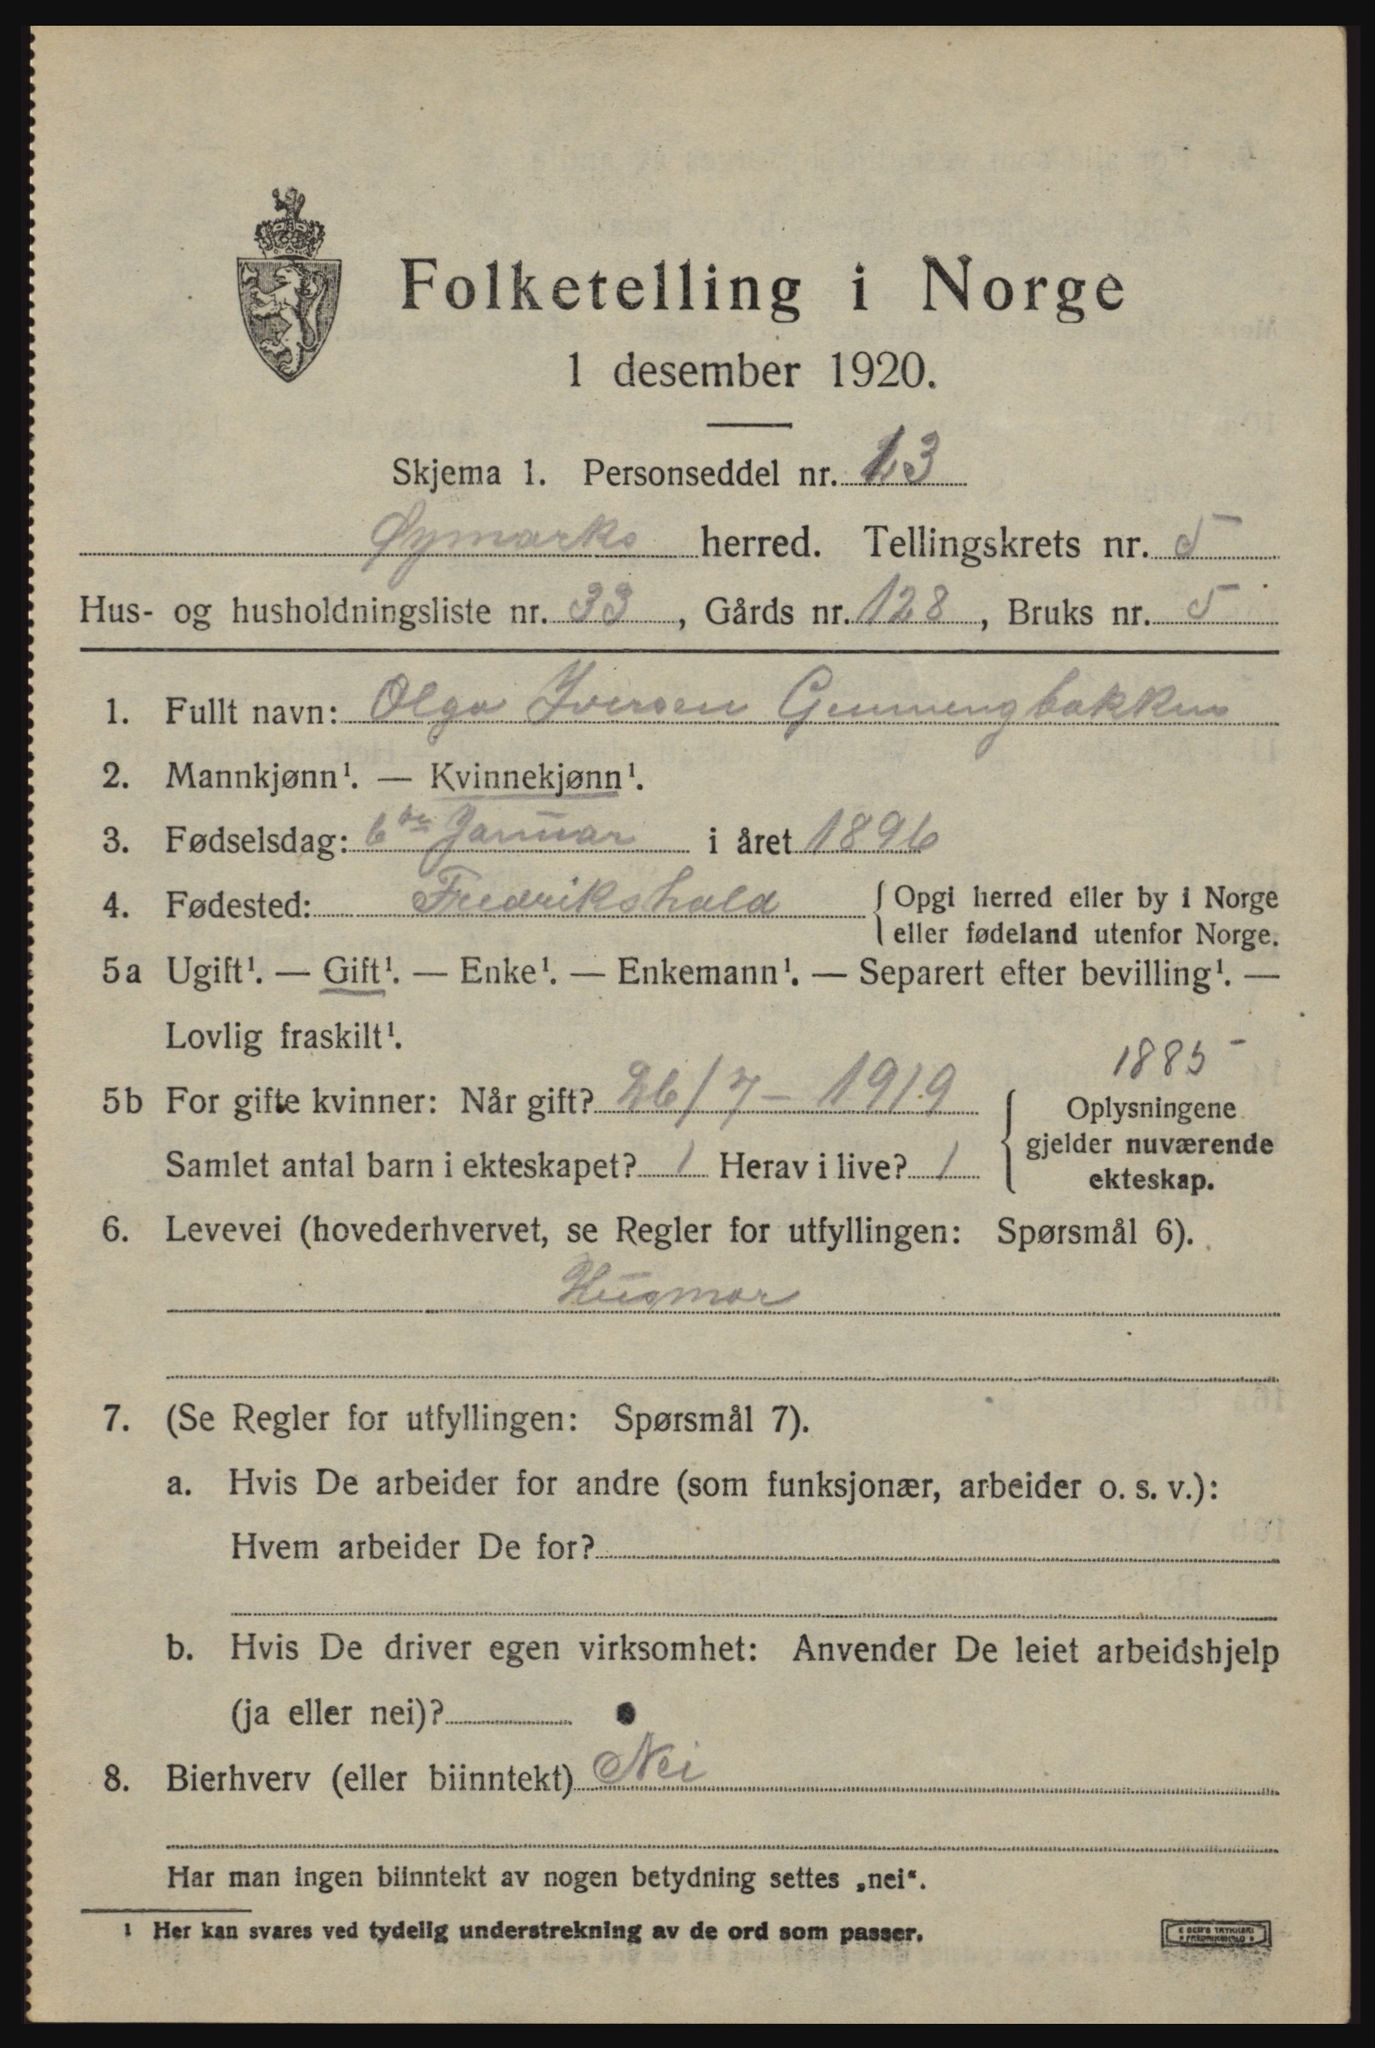 Folketelling i Norge
1 desember 1920.
Skjema 1. Personseddel nr. 13
Øymarks herred. Tellingskrets nr. 5
Hus- og husholdningsliste nr. 33, Gårds nr. 128, Bruks nr. 5
1. Fullt navn: Olga Iversen
2. Mannkjønn¹. — Kvinnekjønn¹.
3. Fødselsdag: 6te Januar i året 1896
4. Fødested: Fredrikshald { Opgi herred eller by i Norge
eller fødeland utenfor Norge.
5a Ugift¹. — Gift¹. — Enke¹. — Enkemann¹. — Separert efter bevilling¹. —
Lovlig fraskilt¹.
1885
5b For gifte kvinner: Når gift? 26/7 - 1919
Samlet antal barn i ekteskapet? 1 Herav i live? 1
Oplysningene
gjelder nuværende
ekteskap.
6. Levevei (hovederhvervet, se Regler for utfyllingen: Spørsmål 6).
Husmor
7. (Se Regler for utfyllingen: Spørsmål 7).
a. Hvis De arbeider for andre (som funksjonær, arbeider o. s. v.):
Hvem arbeider De for?
b. Hvis De driver egen virksomhet: Anvender De leiet arbeidshjelp
(ja eller nei)?
8. Bierhverv (eller biinntekt) Nei
Har man ingen biinntekt av nogen betydning settes „nei“.
¹ Her kan svares ved tydelig understrekning av de ord som passer.